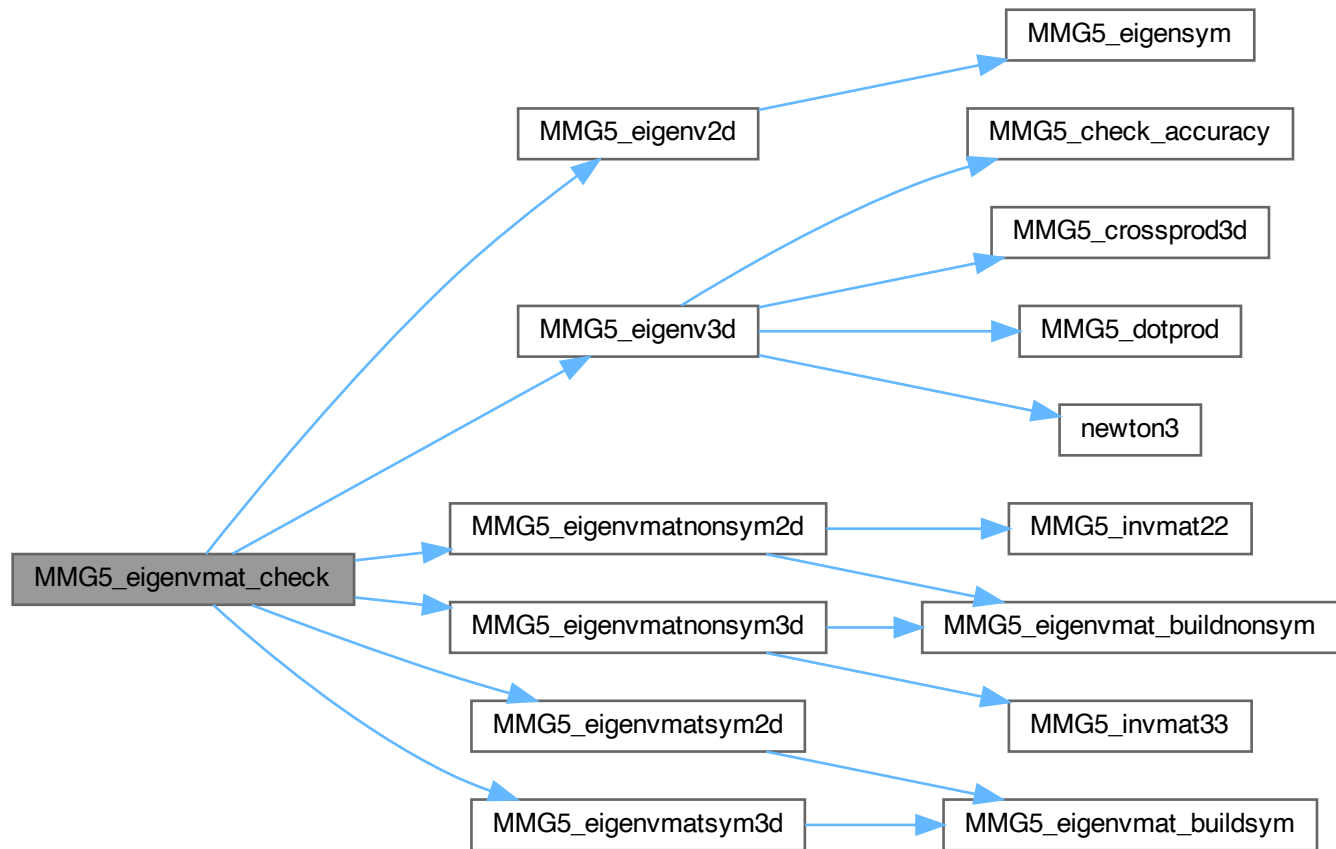 MMG5_eigensym
MMG5_eigenv2d
MMG5_check_accuracy
MMG5_crossprod3d
MMG5_eigenv3d
MMG5_dotprod
newton3
MMG5_eigenvmatnonsym2d
MMG5_invmat22
MMG5_eigenvmat_check
MMG5_eigenvmatnonsym3d
MMG5_eigenvmat_buildnonsym
MMG5_eigenvmatsym2d
MMG5_invmat33
MMG5_eigenvmatsym3d
MMG5_eigenvmat_buildsym